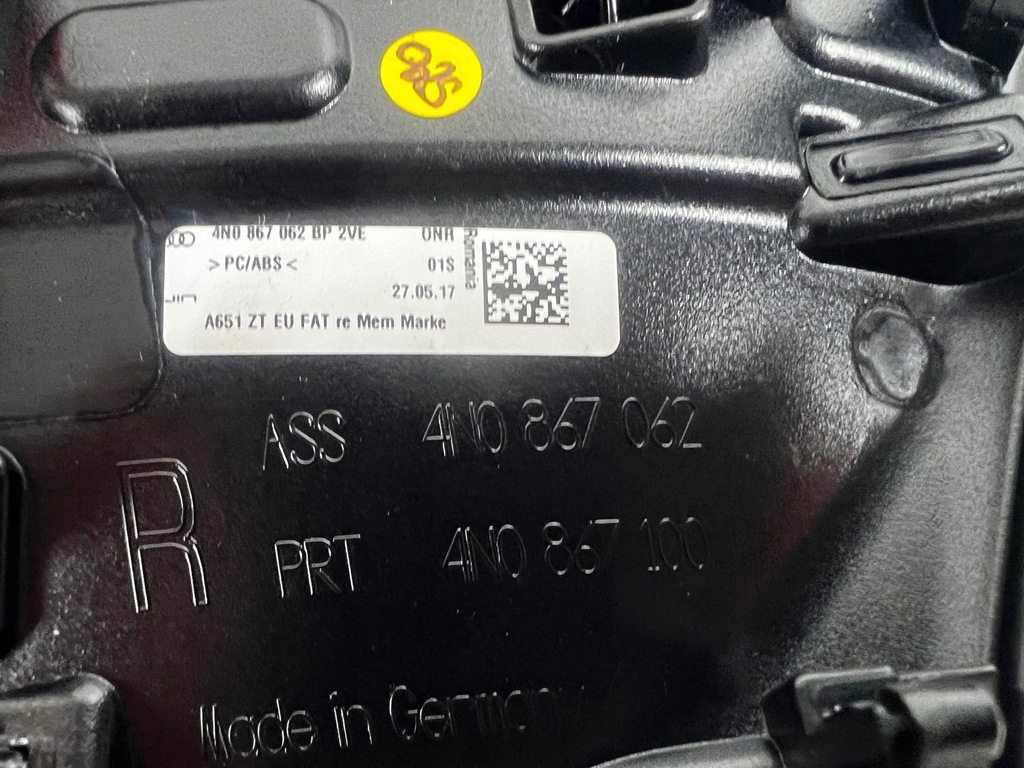 4N0 867 062 BP 2VE 0NR
Romania
>PC/ABS< 01S
27.05.17
A651 ZT EU FAT re Mem Marke
ASS 4N0 867 062
R
PRT 4N0 867 100
Made in Germany